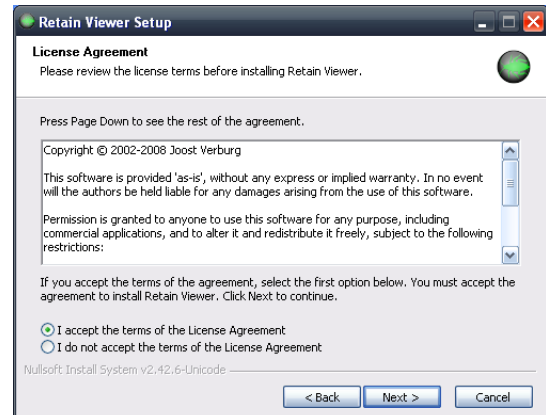 Retain Viewer Setup
License Agreement
Please review the license terms before installing Retain Viewer.
Press Page Down to see the rest of the agreement.
Copyright © 2002-2008 Joost Verburg
This software is provided 'as-is', without any express or implied warranty. In no event
will the authors be held liable for any damages arising from the use of this software.
Permission is granted to anyone to use this software for any purpose, including
commercial applications, and to alter it and redistribute it freely, subject to the following
restrictions:
If you accept the terms of the agreement, select the first option below. You must accept the
agreement to install Retain Viewer. Click Next to continue.
I accept the terms of the License Agreement
I do not accept the terms of the License Agreement
Nullsoft Install System v2.42.6-Unicode
< Back Next > Cancel